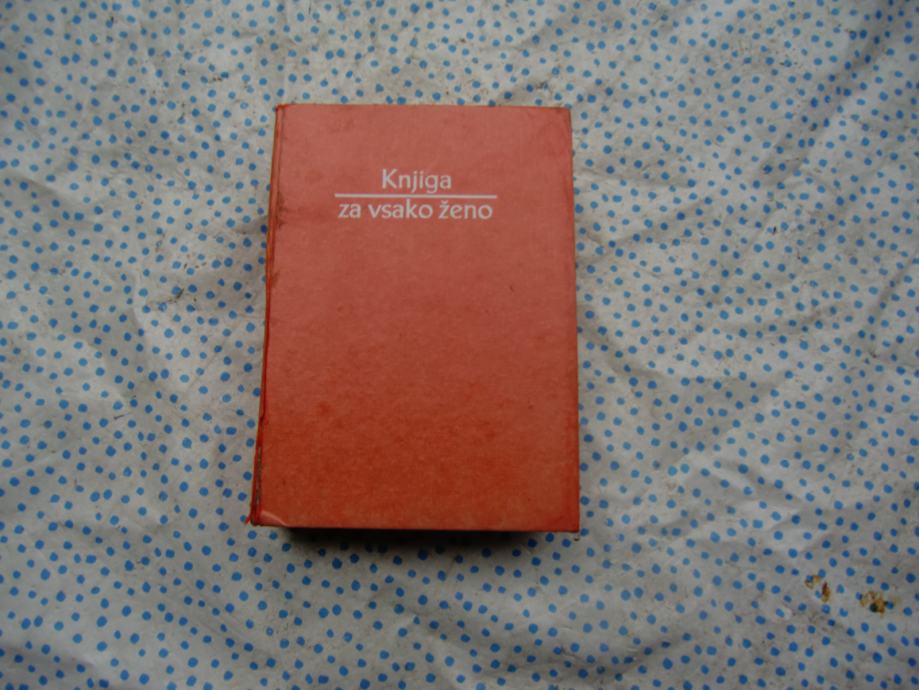 Knjiga
za vsako ženo